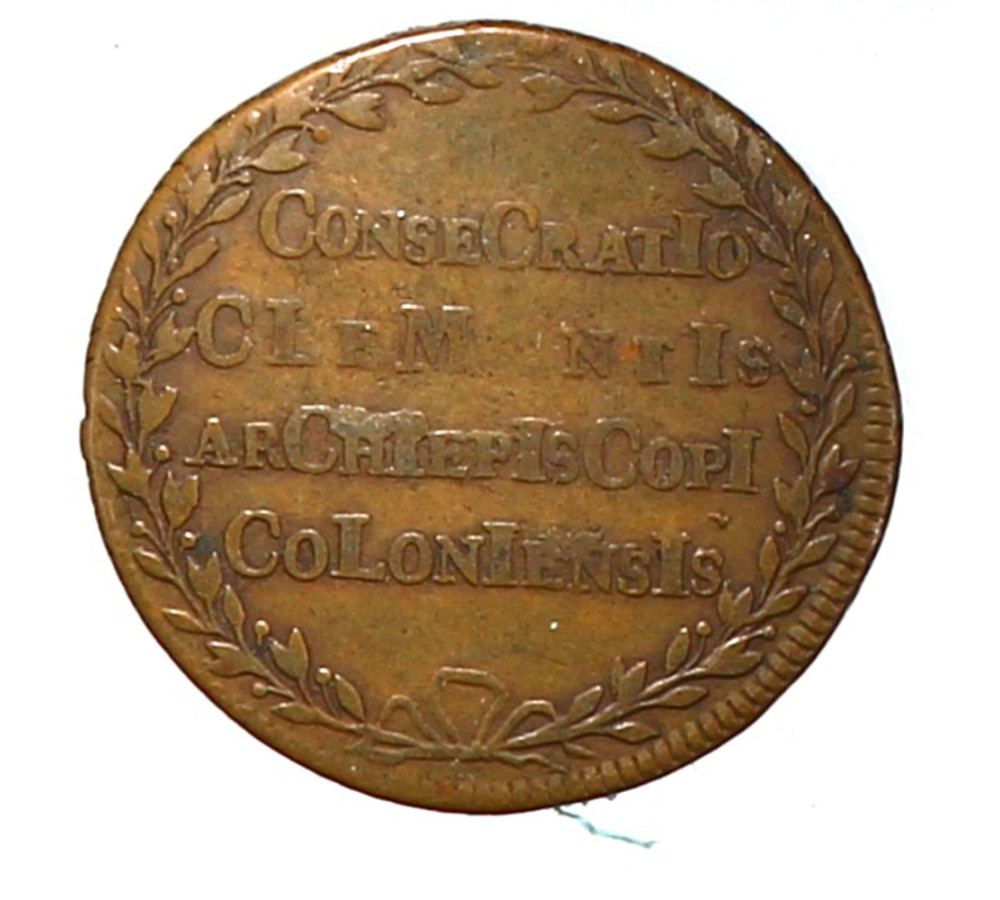 ConseCratIo
CLeMentIs
arChIepIsCopI
CoLonIensIs